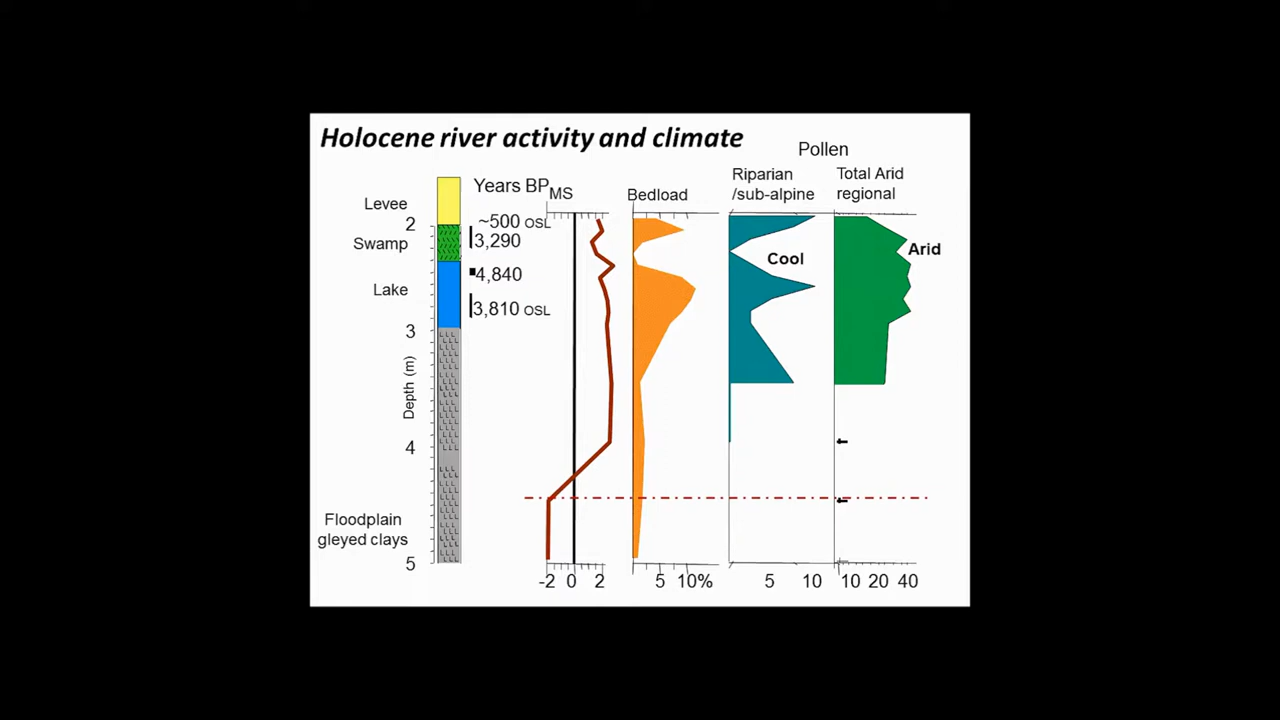 Holocene river activity and climate
Pollen
Riparian
/sub-alpine
Total Arid
regional
Years BP
MS
Bedload
Levee
2
~500 OSL
Swamp
3,290
Arid
Cool
4,840
Lake
3,810 OSL
3
Depth (m)
4
Floodplain
gleyed clays
5
-2 0 2
5 10%
5 10
10 20 40